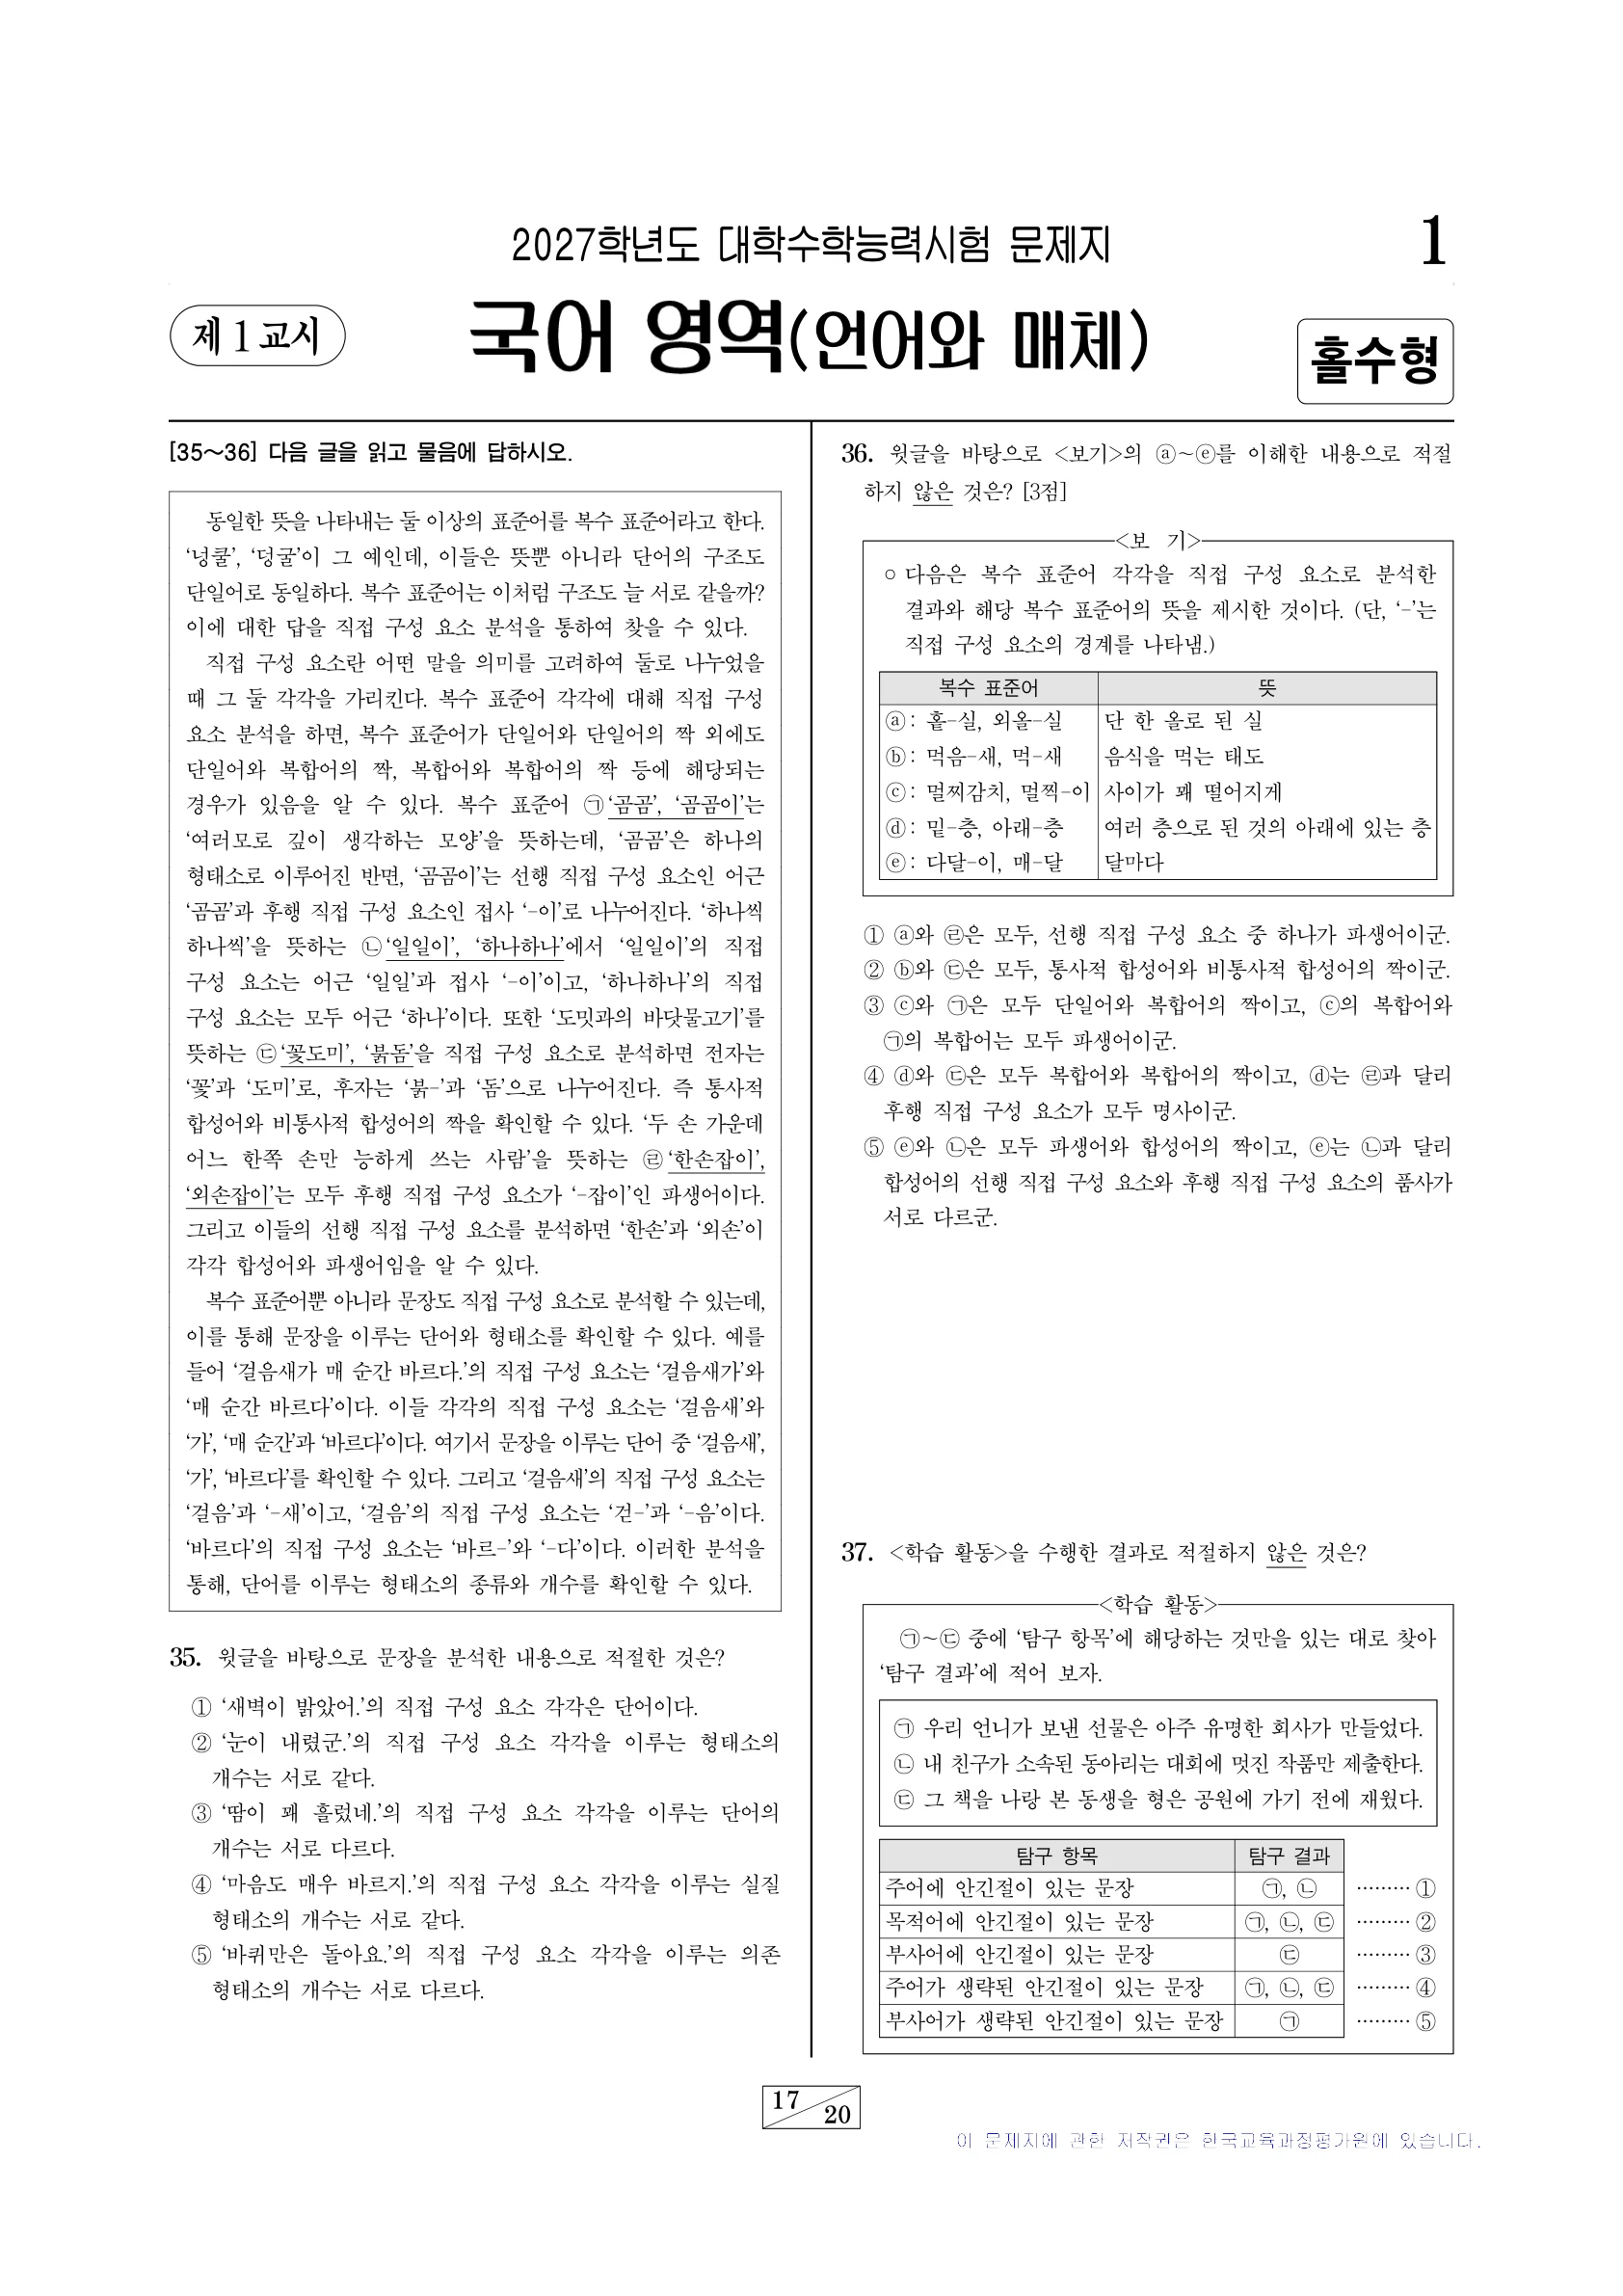 2027학년도 대학수학능력시험 문제지
1
제 1 교시
국어 영역(언어와 매체)
홀수형
[35~36] 다음 글을 읽고 물음에 답하시오.
동일한 뜻을 나타내는 둘 이상의 표준어를 복수 표준어라고 한다.
‘넝쿨’, ‘덩굴’이 그 예인데, 이들은 뜻뿐 아니라 단어의 구조도
단일어로 동일하다. 복수 표준어는 이처럼 구조도 늘 서로 같을까?
이에 대한 답을 직접 구성 요소 분석을 통하여 찾을 수 있다.
직접 구성 요소란 어떤 말을 의미를 고려하여 둘로 나누었을
때 그 둘 각각을 가리킨다. 복수 표준어 각각에 대해 직접 구성
요소 분석을 하면, 복수 표준어가 단일어와 단일어의 짝 외에도
단일어와 복합어의 짝, 복합어와 복합어의 짝 등에 해당되는
경우가 있음을 알 수 있다. 복수 표준어 ㉠‘곰곰’, ‘곰곰이’는
‘여러모로 깊이 생각하는 모양’을 뜻하는데, ‘곰곰’은 하나의
형태소로 이루어진 반면, ‘곰곰이’는 선행 직접 구성 요소인 어근
‘곰곰’과 후행 직접 구성 요소인 접사 ‘-이’로 나누어진다. ‘하나씩
하나씩’을 뜻하는 ㉡‘일일이’, ‘하나하나’에서 ‘일일이’의 직접
구성 요소는 어근 ‘일일’과 접사 ‘-이’이고, ‘하나하나’의 직접
구성 요소는 모두 어근 ‘하나’이다. 또한 ‘도밋과의 바닷물고기’를
뜻하는 ㉢‘꽃도미’, ‘붉돔’을 직접 구성 요소로 분석하면 전자는
‘꽃’과 ‘도미’로, 후자는 ‘붉-’과 ‘돔’으로 나누어진다. 즉 통사적
합성어와 비통사적 합성어의 짝을 확인할 수 있다. ‘두 손 가운데
어느 한쪽 손만 능하게 쓰는 사람’을 뜻하는 ㉣‘한손잡이’,
‘외손잡이’는 모두 후행 직접 구성 요소가 ‘-잡이’인 파생어이다.
그리고 이들의 선행 직접 구성 요소를 분석하면 ‘한손’과 ‘외손’이
각각 합성어와 파생어임을 알 수 있다.
복수 표준어뿐 아니라 문장도 직접 구성 요소로 분석할 수 있는데,
이를 통해 문장을 이루는 단어와 형태소를 확인할 수 있다. 예를
들어 ‘걸음새가 매 순간 바르다.’의 직접 구성 요소는 ‘걸음새가’와
‘매 순간 바르다’이다. 이들 각각의 직접 구성 요소는 ‘걸음새’와
‘가’, ‘매 순간’과 ‘바르다’이다. 여기서 문장을 이루는 단어 중 ‘걸음새’,
‘가’, ‘바르다’를 확인할 수 있다. 그리고 ‘걸음새’의 직접 구성 요소는
‘걸음’과 ‘-새’이고, ‘걸음’의 직접 구성 요소는 ‘걷-’과 ‘-음’이다.
‘바르다’의 직접 구성 요소는 ‘바르-’와 ‘-다’이다. 이러한 분석을
통해, 단어를 이루는 형태소의 종류와 개수를 확인할 수 있다.
35. 윗글을 바탕으로 문장을 분석한 내용으로 적절한 것은?
① ‘새벽이 밝았어.’의 직접 구성 요소 각각은 단어이다.
② ‘눈이 내렸군.’의 직접 구성 요소 각각을 이루는 형태소의
개수는 서로 같다.
③ ‘땀이 꽤 흘렀네.’의 직접 구성 요소 각각을 이루는 단어의
개수는 서로 다르다.
④ ‘마음도 매우 바르지.’의 직접 구성 요소 각각을 이루는 실질
형태소의 개수는 서로 같다.
⑤ ‘바퀴만은 돌아요.’의 직접 구성 요소 각각을 이루는 의존
형태소의 개수는 서로 다르다.
36. 윗글을 바탕으로 <보기>의 ⓐ~ⓔ를 이해한 내용으로 적절
하지 않은 것은? [3점]
<보 기>
○ 다음은 복수 표준어 각각을 직접 구성 요소로 분석한
결과와 해당 복수 표준어의 뜻을 제시한 것이다. (단, ‘-’는
직접 구성 요소의 경계를 나타냄.)
복수 표준어 뜻
ⓐ: 홑-실, 외올-실 단 한 올로 된 실
ⓑ: 먹음-새, 먹-새 음식을 먹는 태도
ⓒ: 멀찌감치, 멀찍-이 사이가 꽤 떨어지게
ⓓ: 밑-층, 아래-층 여러 층으로 된 것의 아래에 있는 층
ⓔ: 다달-이, 매-달 달마다
① ⓐ와 ㉣은 모두, 선행 직접 구성 요소 중 하나가 파생어이군.
② ⓑ와 ㉢은 모두, 통사적 합성어와 비통사적 합성어의 짝이군.
③ ⓒ와 ㉠은 모두 단일어와 복합어의 짝이고, ⓒ의 복합어와
㉠의 복합어는 모두 파생어이군.
④ ⓓ와 ㉢은 모두 복합어와 복합어의 짝이고, ⓓ는 ㉣과 달리
후행 직접 구성 요소가 모두 명사이군.
⑤ ⓔ와 ㉡은 모두 파생어와 합성어의 짝이고, ⓔ는 ㉡과 달리
합성어의 선행 직접 구성 요소와 후행 직접 구성 요소의 품사가
서로 다르군.
37. <학습 활동>을 수행한 결과로 적절하지 않은 것은?
<학습 활동>
㉠~㉢ 중에 ‘탐구 항목’에 해당하는 것만을 있는 대로 찾아
‘탐구 결과’에 적어 보자.
㉠ 우리 언니가 보낸 선물은 아주 유명한 회사가 만들었다.
㉡ 내 친구가 소속된 동아리는 대회에 멋진 작품만 제출한다.
㉢ 그 책을 나랑 본 동생을 형은 공원에 가기 전에 재웠다.
탐구 항목 탐구 결과
주어에 안긴절이 있는 문장 ㉠, ㉡ ········· ①
목적어에 안긴절이 있는 문장 ㉠, ㉡, ㉢ ········· ②
부사어에 안긴절이 있는 문장 ㉢ ········· ③
주어가 생략된 안긴절이 있는 문장 ㉠, ㉡, ㉢ ········· ④
부사어가 생략된 안긴절이 있는 문장 ㉠ ········· ⑤
17
20
이 문제지에 관한 저작권은 한국교육과정평가원에 있습니다.